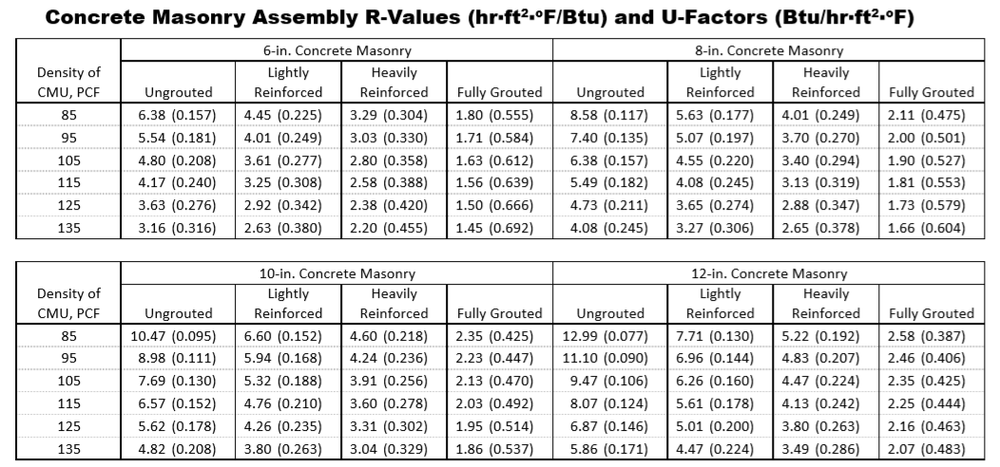 Concrete Masonry Assembly R-Values (hr·ft²·°F/Btu) and U-Factors (Btu/hr·ft²·°F)
Density of CMU, PCF 6-in. Concrete Masonry 8-in. Concrete Masonry
Ungrouted Lightly Reinforced Heavily Reinforced Fully Grouted Ungrouted Lightly Reinforced Heavily Reinforced Fully Grouted
85 6.38 (0.157) 4.45 (0.225) 3.29 (0.304) 1.80 (0.555) 8.58 (0.117) 5.63 (0.177) 4.01 (0.249) 2.11 (0.475)
95 5.54 (0.181) 4.01 (0.249) 3.03 (0.330) 1.71 (0.584) 7.40 (0.135) 5.07 (0.197) 3.70 (0.270) 2.00 (0.501)
105 4.80 (0.208) 3.61 (0.277) 2.80 (0.358) 1.63 (0.612) 6.38 (0.157) 4.55 (0.220) 3.40 (0.294) 1.90 (0.527)
115 4.17 (0.240) 3.25 (0.308) 2.58 (0.388) 1.56 (0.639) 5.49 (0.182) 4.08 (0.245) 3.13 (0.319) 1.81 (0.553)
125 3.63 (0.276) 2.92 (0.342) 2.38 (0.420) 1.50 (0.666) 4.73 (0.211) 3.65 (0.274) 2.88 (0.347) 1.73 (0.579)
135 3.16 (0.316) 2.63 (0.380) 2.20 (0.455) 1.45 (0.692) 4.08 (0.245) 3.27 (0.306) 2.65 (0.378) 1.66 (0.604)
Density of CMU, PCF 10-in. Concrete Masonry 12-in. Concrete Masonry
Ungrouted Lightly Reinforced Heavily Reinforced Fully Grouted Ungrouted Lightly Reinforced Heavily Reinforced Fully Grouted
85 10.47 (0.095) 6.60 (0.152) 4.60 (0.218) 2.35 (0.425) 12.99 (0.077) 7.71 (0.130) 5.22 (0.192) 2.58 (0.387)
95 8.98 (0.111) 5.94 (0.168) 4.24 (0.236) 2.23 (0.447) 11.10 (0.090) 6.96 (0.144) 4.83 (0.207) 2.46 (0.406)
105 7.69 (0.130) 5.32 (0.188) 3.91 (0.256) 2.13 (0.470) 9.47 (0.106) 6.26 (0.160) 4.47 (0.224) 2.35 (0.425)
115 6.57 (0.152) 4.76 (0.210) 3.60 (0.278) 2.03 (0.492) 8.07 (0.124) 5.61 (0.178) 4.13 (0.242) 2.25 (0.444)
125 5.62 (0.178) 4.26 (0.235) 3.31 (0.302) 1.95 (0.514) 6.87 (0.146) 5.01 (0.200) 3.80 (0.263) 2.16 (0.463)
135 4.82 (0.208) 3.80 (0.263) 3.04 (0.329) 1.86 (0.537) 5.86 (0.171) 4.47 (0.224) 3.49 (0.286) 2.07 (0.483)